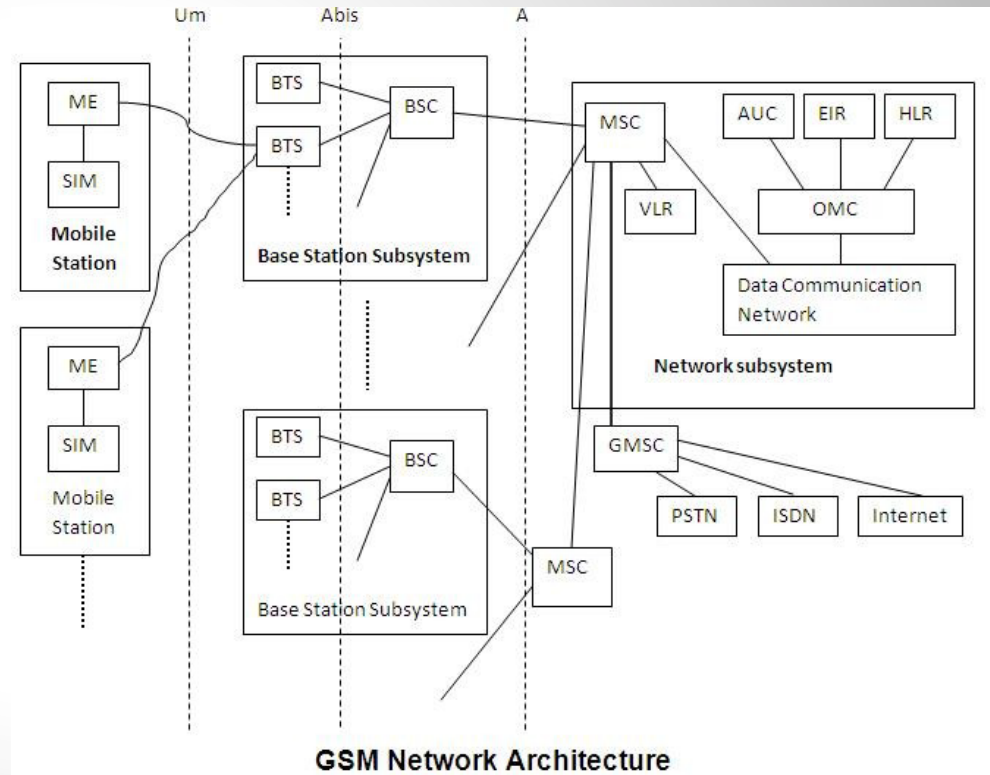 Um
Abis
A
ME
SIM
Mobile
Station
BTS
BTS
BSC
Base Station Subsystem
MSC
VLR
AUC
EIR
HLR
OMC
Data Communication
Network
Network subsystem
ME
SIM
Mobile
Station
BTS
BTS
BSC
Base Station Subsystem
MSC
GMSC
PSTN
ISDN
Internet
GSM Network Architecture